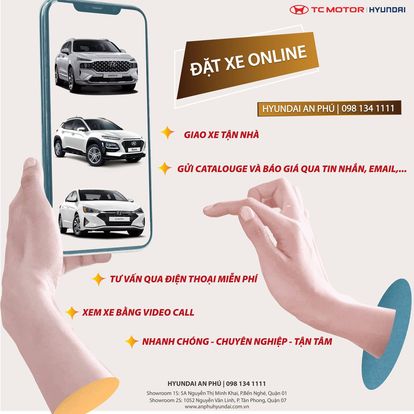 TC MOTOR | HYUNDAI
ĐẶT XE ONLINE
HYUNDAI AN PHÚ | 098 134 1111
GIAO XE TẬN NHÀ
GỬI CATALOUGE VÀ BÁO GIÁ QUA TIN NHẮN, EMAIL,...
TƯ VẤN QUA ĐIỆN THOẠI MIỄN PHÍ
XEM XE BẰNG VIDEO CALL
NHANH CHÓNG - CHUYÊN NGHIỆP - TẬN TÂM
HYUNDAI AN PHÚ | 098 134 1111
Showroom 1S: 5A Nguyễn Thị Minh Khai, P.Bến Nghé, Quận 01
Showroom 2S: 1052 Nguyễn Văn Linh, P. Tân Phong, Quận 07
www.anphuhyundai.com.vn